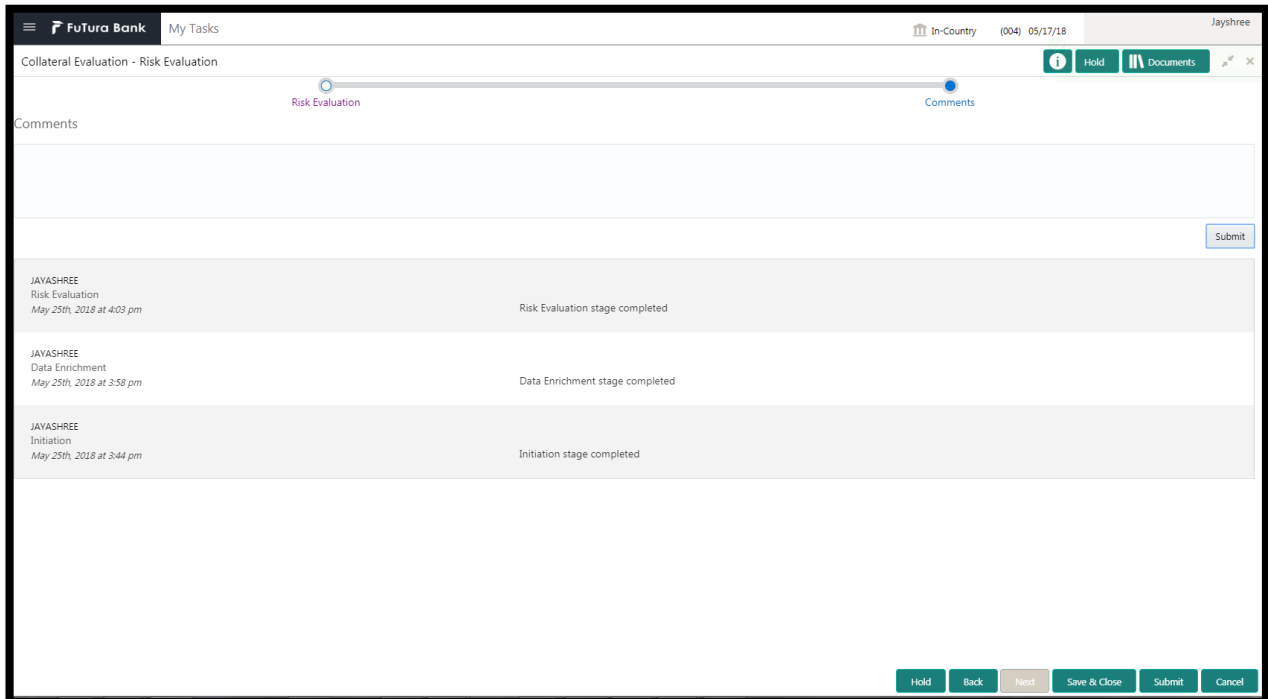 FuTura Bank My Tasks In-Country (004) 05/17/18 Jayshree
Collateral Evaluation - Risk Evaluation Hold Documents
Risk Evaluation Comments
Comments
Submit
JAYASHREE
Risk Evaluation
May 25th, 2018 at 4:03 pm Risk Evaluation stage completed
JAYASHREE
Data Enrichment
May 25th, 2018 at 3:58 pm Data Enrichment stage completed
JAYASHREE
Initiation
May 25th, 2018 at 3:44 pm Initiation stage completed
Hold Back Next Save & Close Submit Cancel